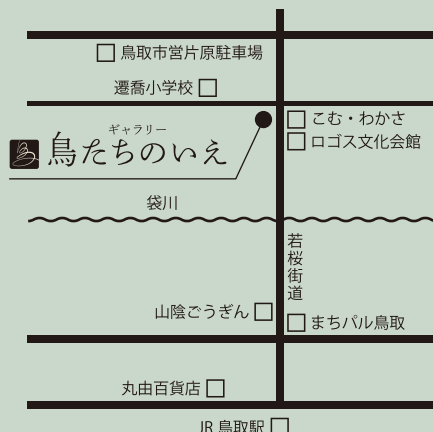 鳥取市営片原駐車場
遷喬小学校
こむ・わかさ
ギャラリー
鳥たちのいえ
ロゴス文化会館
袋川
若桜街道
山陰ごうぎん
まちパル鳥取
丸由百貨店
JR 鳥取駅